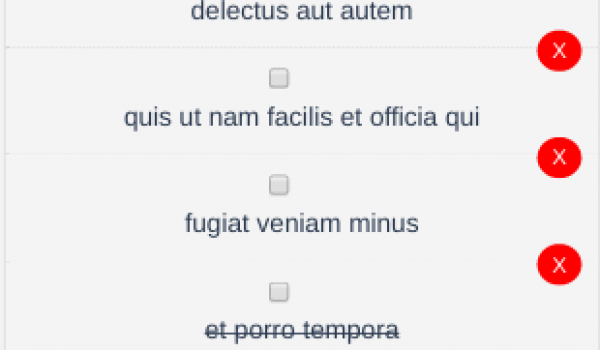 delectus aut autem
X
quis ut nam facilis et officia qui
X
fugiat veniam minus
X
et porro tempora